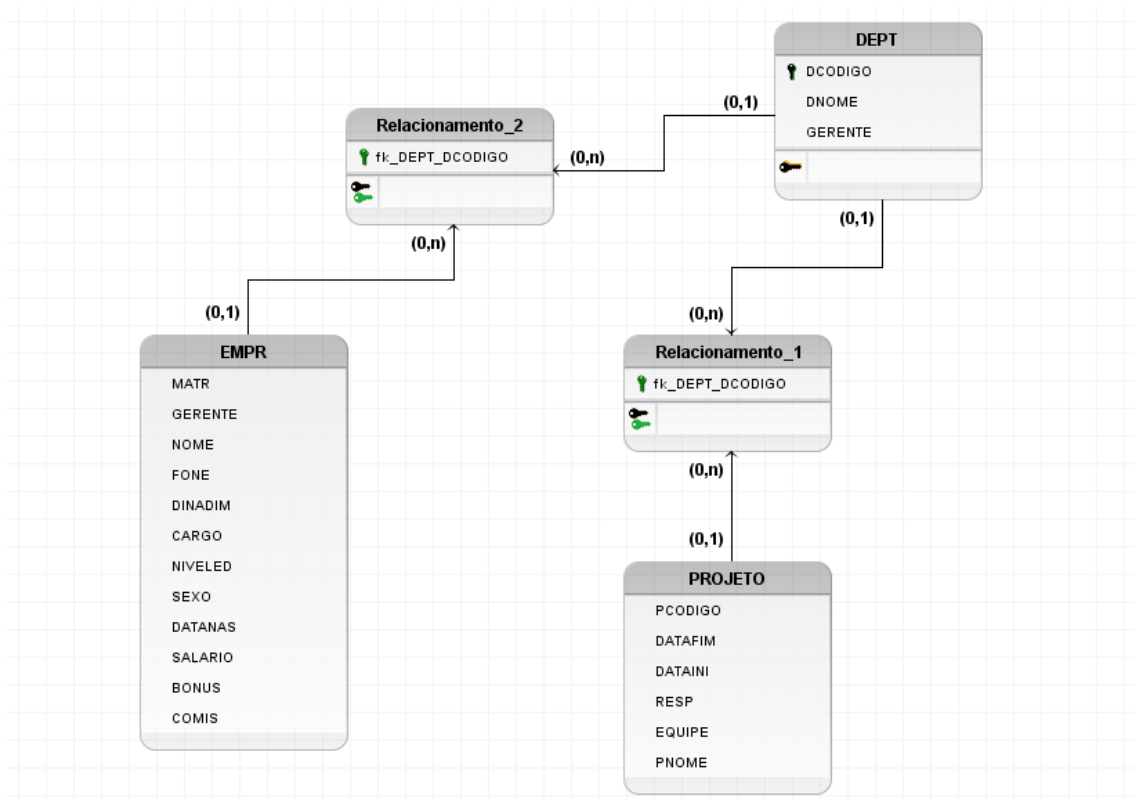 DEPT
DCODIGO
DNOME
GERENTE
(0,1)
(0,1)
Relacionamento_2
fk_DEPT_DCODIGO
(0,n)
(0,n)
(0,1)
EMPR
MATR
GERENTE
NOME
FONE
DINADIM
CARGO
NIVELED
SEXO
DATANAS
SALARIO
BONUS
COMIS
(0,n)
Relacionamento_1
fk_DEPT_DCODIGO
(0,n)
(0,1)
PROJETO
PCODIGO
DATAFIM
DATAINI
RESP
EQUIPE
PNOME